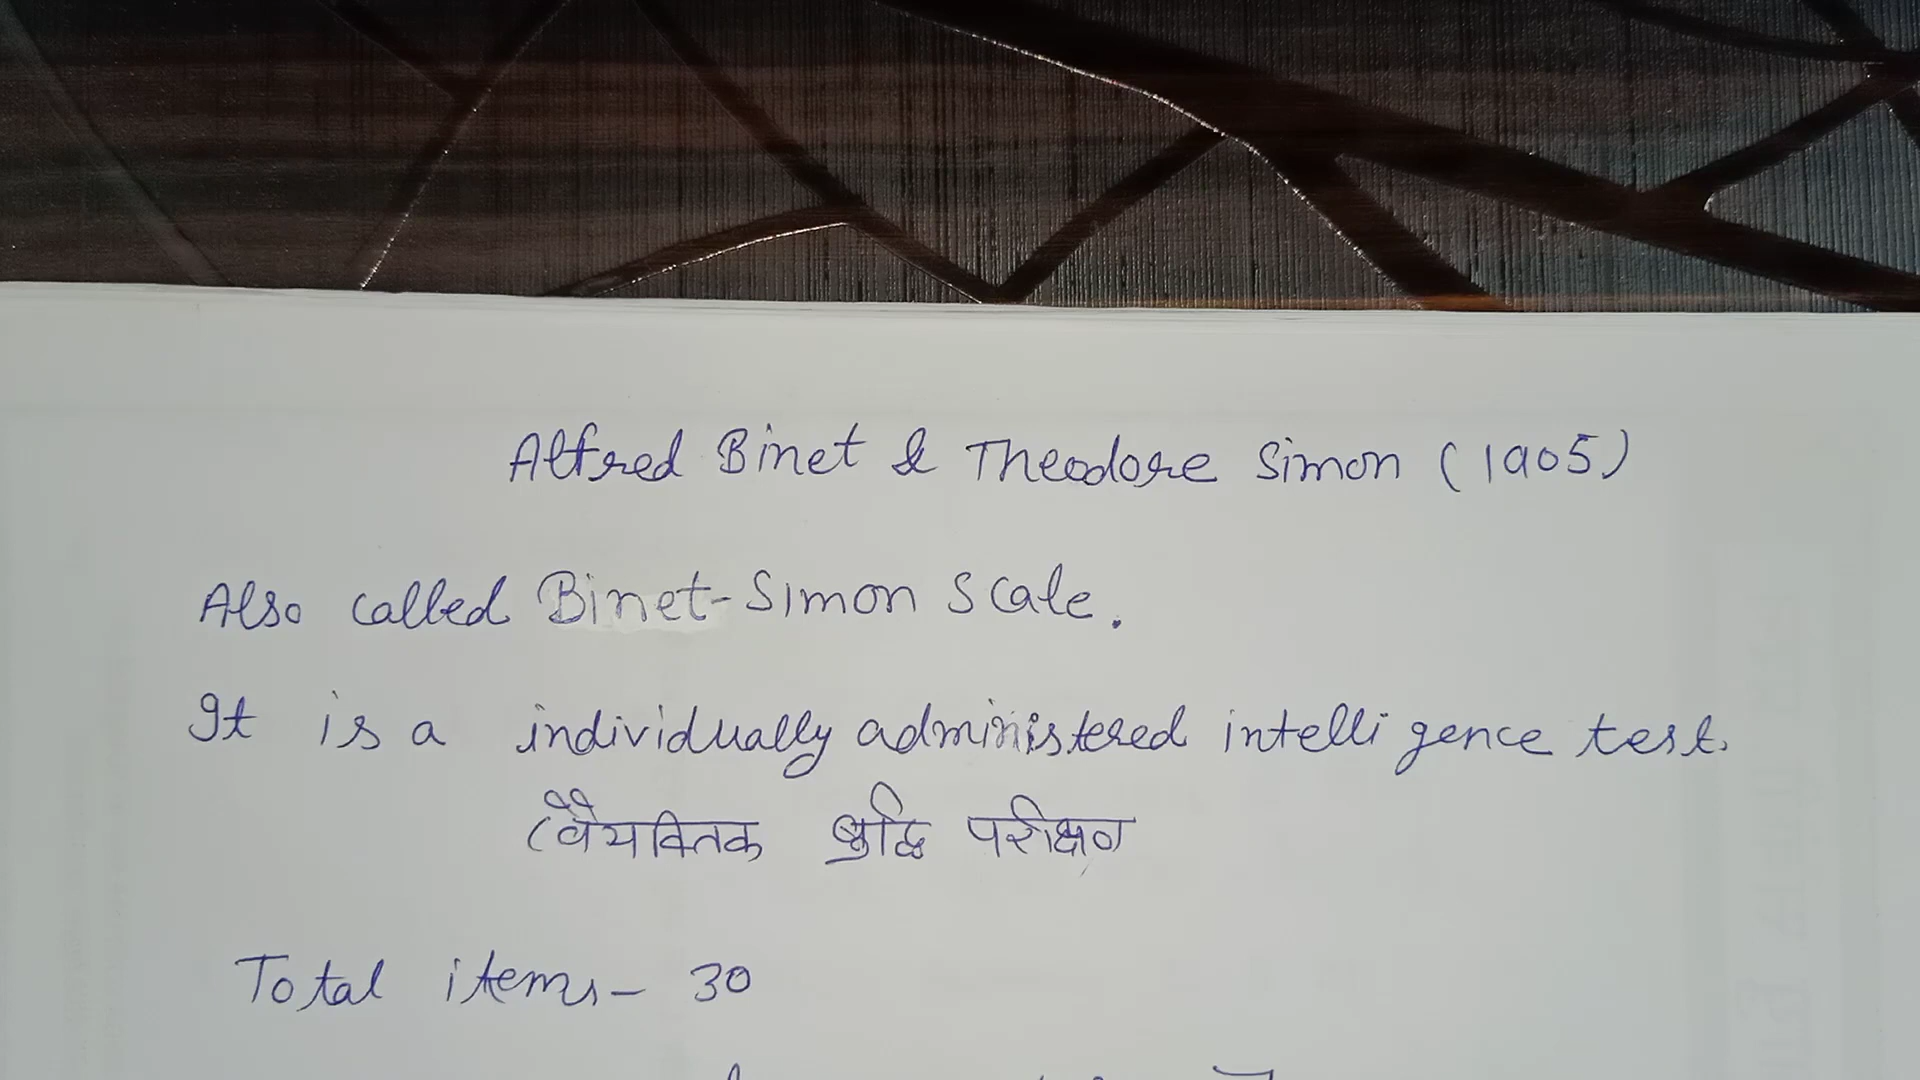 Alfred Binet & Theodore Simon (1905)
Also called Binet-Simon Scale.
It is a individually administered intelligence test.
(वैयक्तिक बुद्धि परीक्षण
Total items- 30